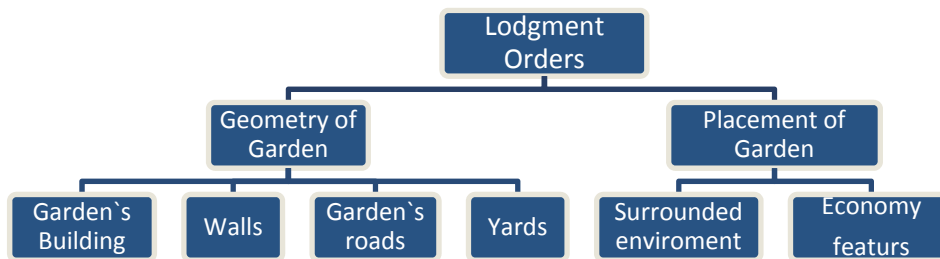 Lodgment
Orders
Geometry of
Garden
Placement of
Garden
Garden`s
Building
Walls
Garden`s
roads
Yards
Surrounded
enviroment
Economy
featurs